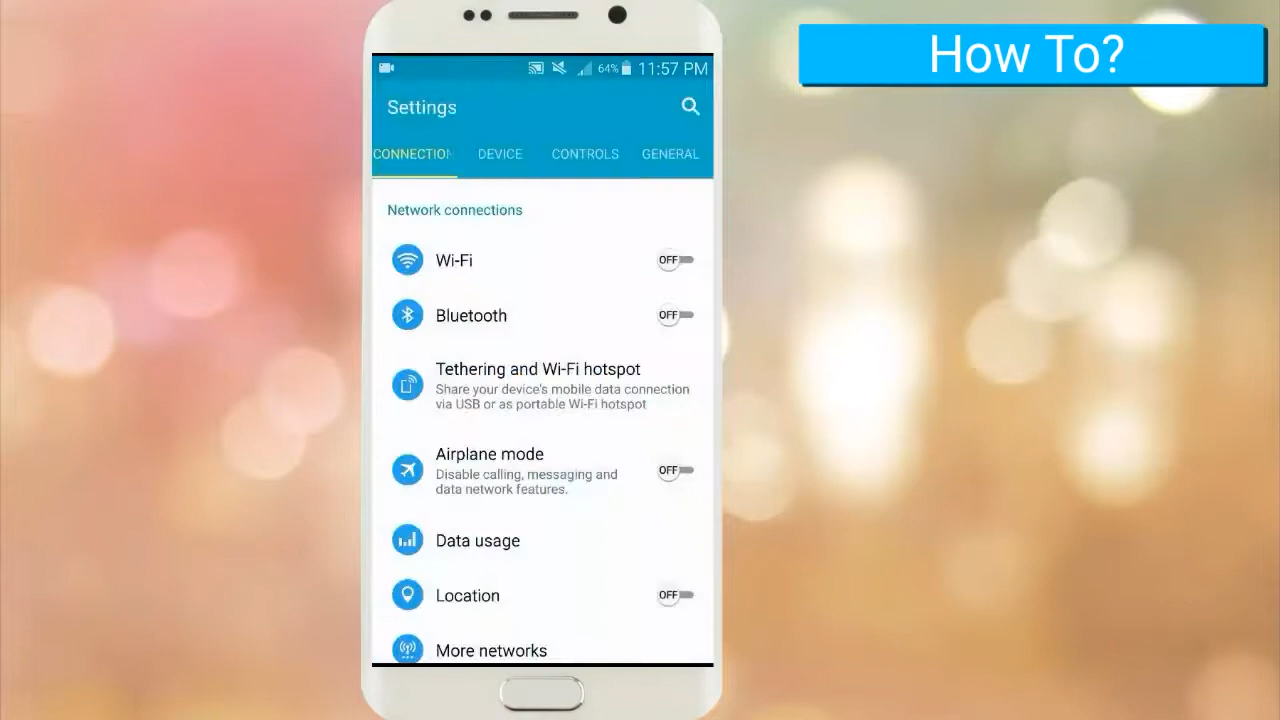 How To?
64% 11:57 PM
Settings
CONNECTION DEVICE CONTROLS GENERAL
Network connections
Wi-Fi OFF
Bluetooth OFF
Tethering and Wi-Fi hotspot
Share your device's mobile data connection
via USB or as portable Wi-Fi hotspot
Airplane mode
Disable calling, messaging and
data network features.
OFF
Data usage
Location OFF
More networks